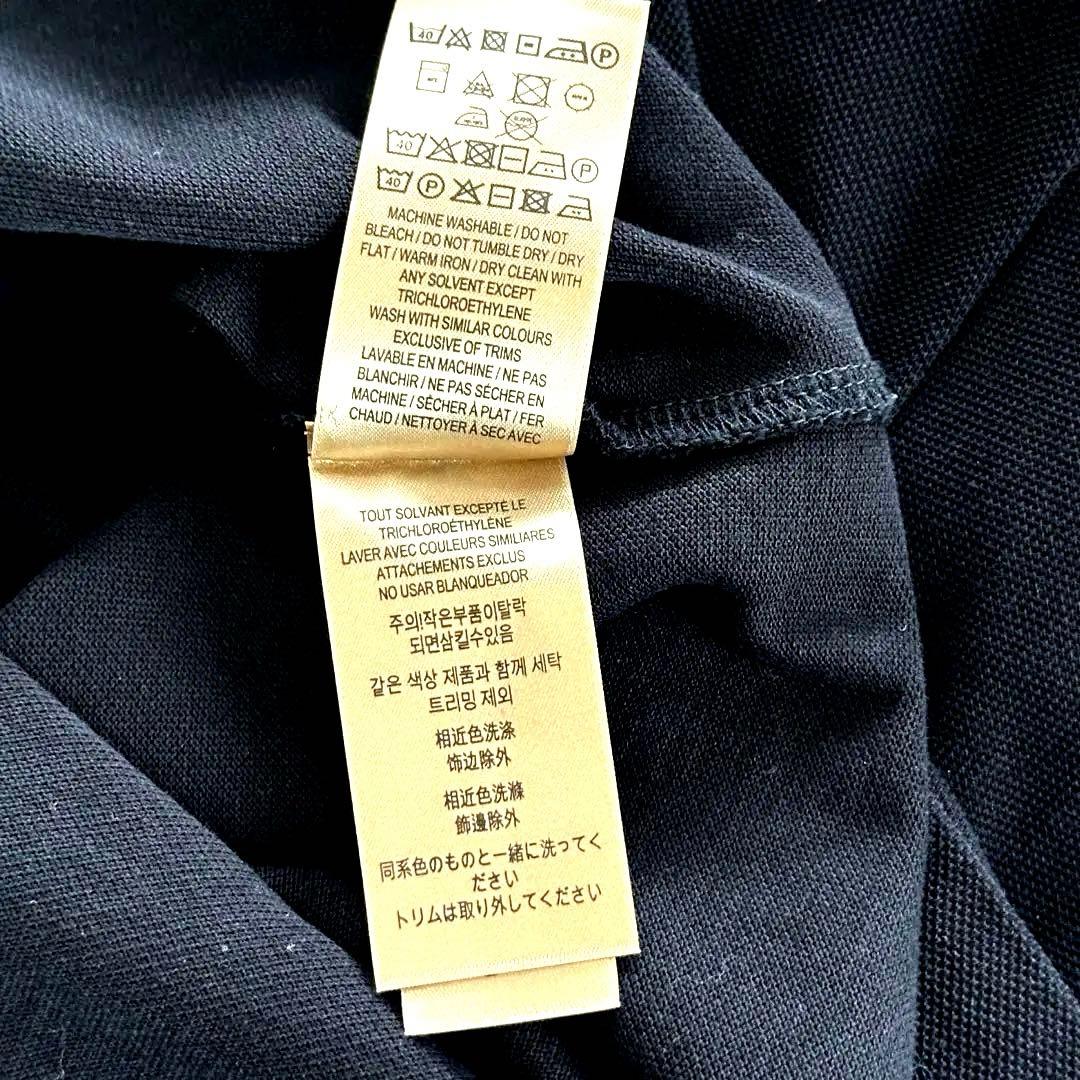 40 P
40 P
40 P
MACHINE WASHABLE / DO NOT
BLEACH / DO NOT TUMBLE DRY / DRY
FLAT / WARM IRON / DRY CLEAN WITH
ANY SOLVENT EXCEPT
TRICHLOROETHYLENE
WASH WITH SIMILAR COLOURS
EXCLUSIVE OF TRIMS
LAVABLE EN MACHINE / NE PAS
BLANCHIR / NE PAS SÉCHER EN
MACHINE / SÉCHER À PLAT / FER
CHAUD / NETTOYER À SEC AVEC
TOUT SOLVANT EXCEPTÉ LE
TRICHLOROÉTHYLÈNE
LAVER AVEC COULEURS SIMILIARES
ATTACHEMENTS EXCLUS
NO USAR BLANQUEADOR
주의!작은부품이탈락
되면삼킬수있음
같은 색상 제품과 함께 세탁
트리밍 제외
相近色洗涤
饰边除外
相近色洗滌
飾邊除外
同系色のものと一緒に洗ってく
ださい
トリムは取り外してください